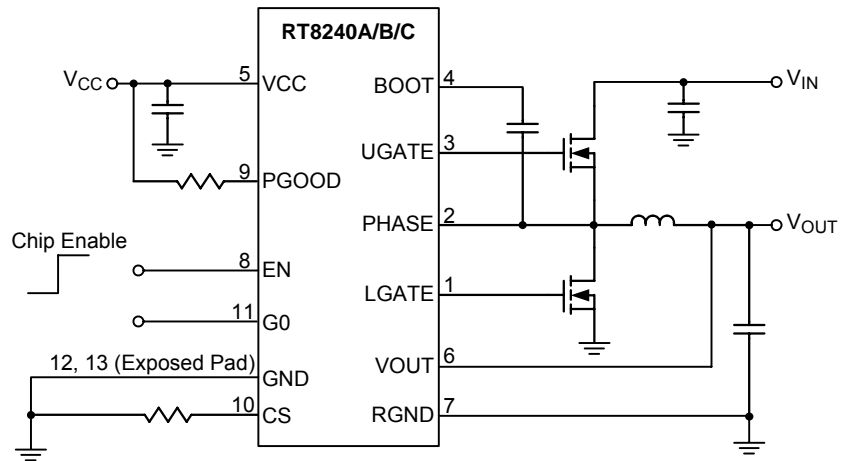 RT8240A/B/C
VCC
5
VCC
BOOT
4
VIN
UGATE
3
9
PGOOD
PHASE
2
VOUT
Chip Enable
8
EN
LGATE
1
11
G0
12, 13 (Exposed Pad)
GND
VOUT
6
10
CS
RGND
7